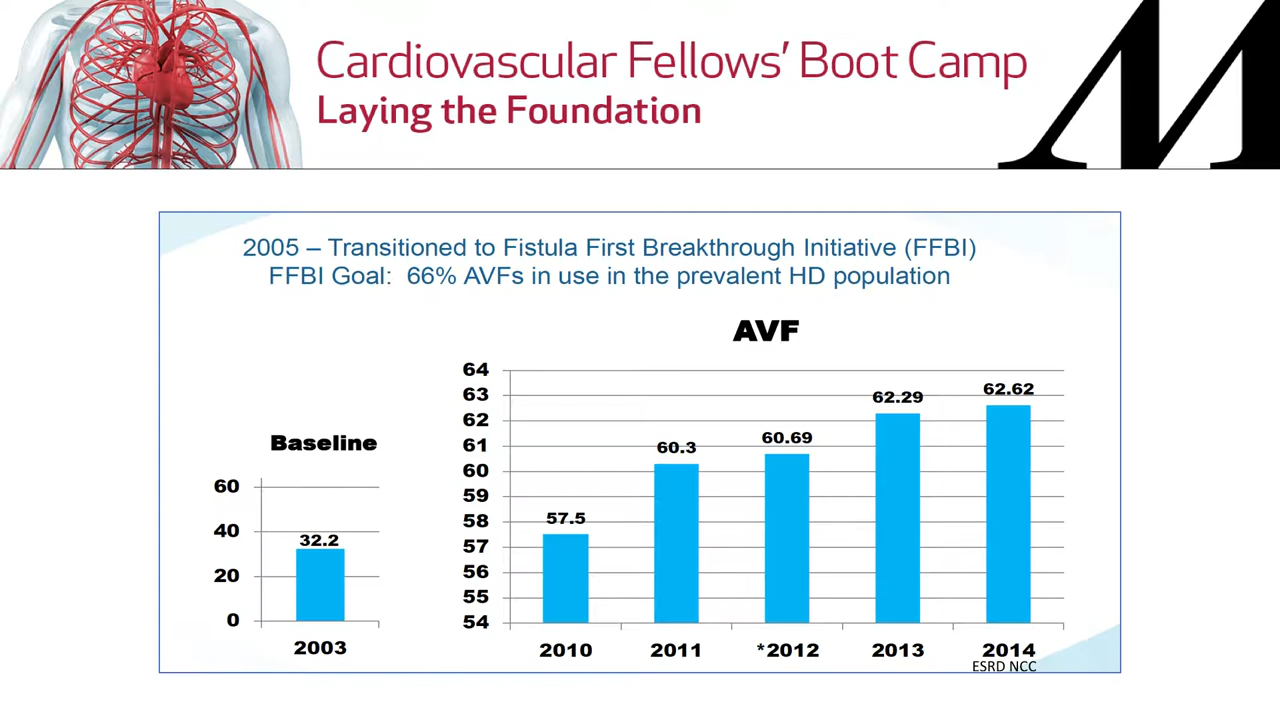 Cardiovascular Fellows' Boot Camp
Laying the Foundation
M
2005 – Transitioned to Fistula First Breakthrough Initiative (FFBI)
FFBI Goal: 66% AVFs in use in the prevalent HD population
Baseline
60
40
20
0
32.2
2003
AVF
64
63
62
61
60
59
58
57
56
55
54
57.5
60.3
60.69
62.29
62.62
2010 2011 *2012 2013 2014
ESRD NCC